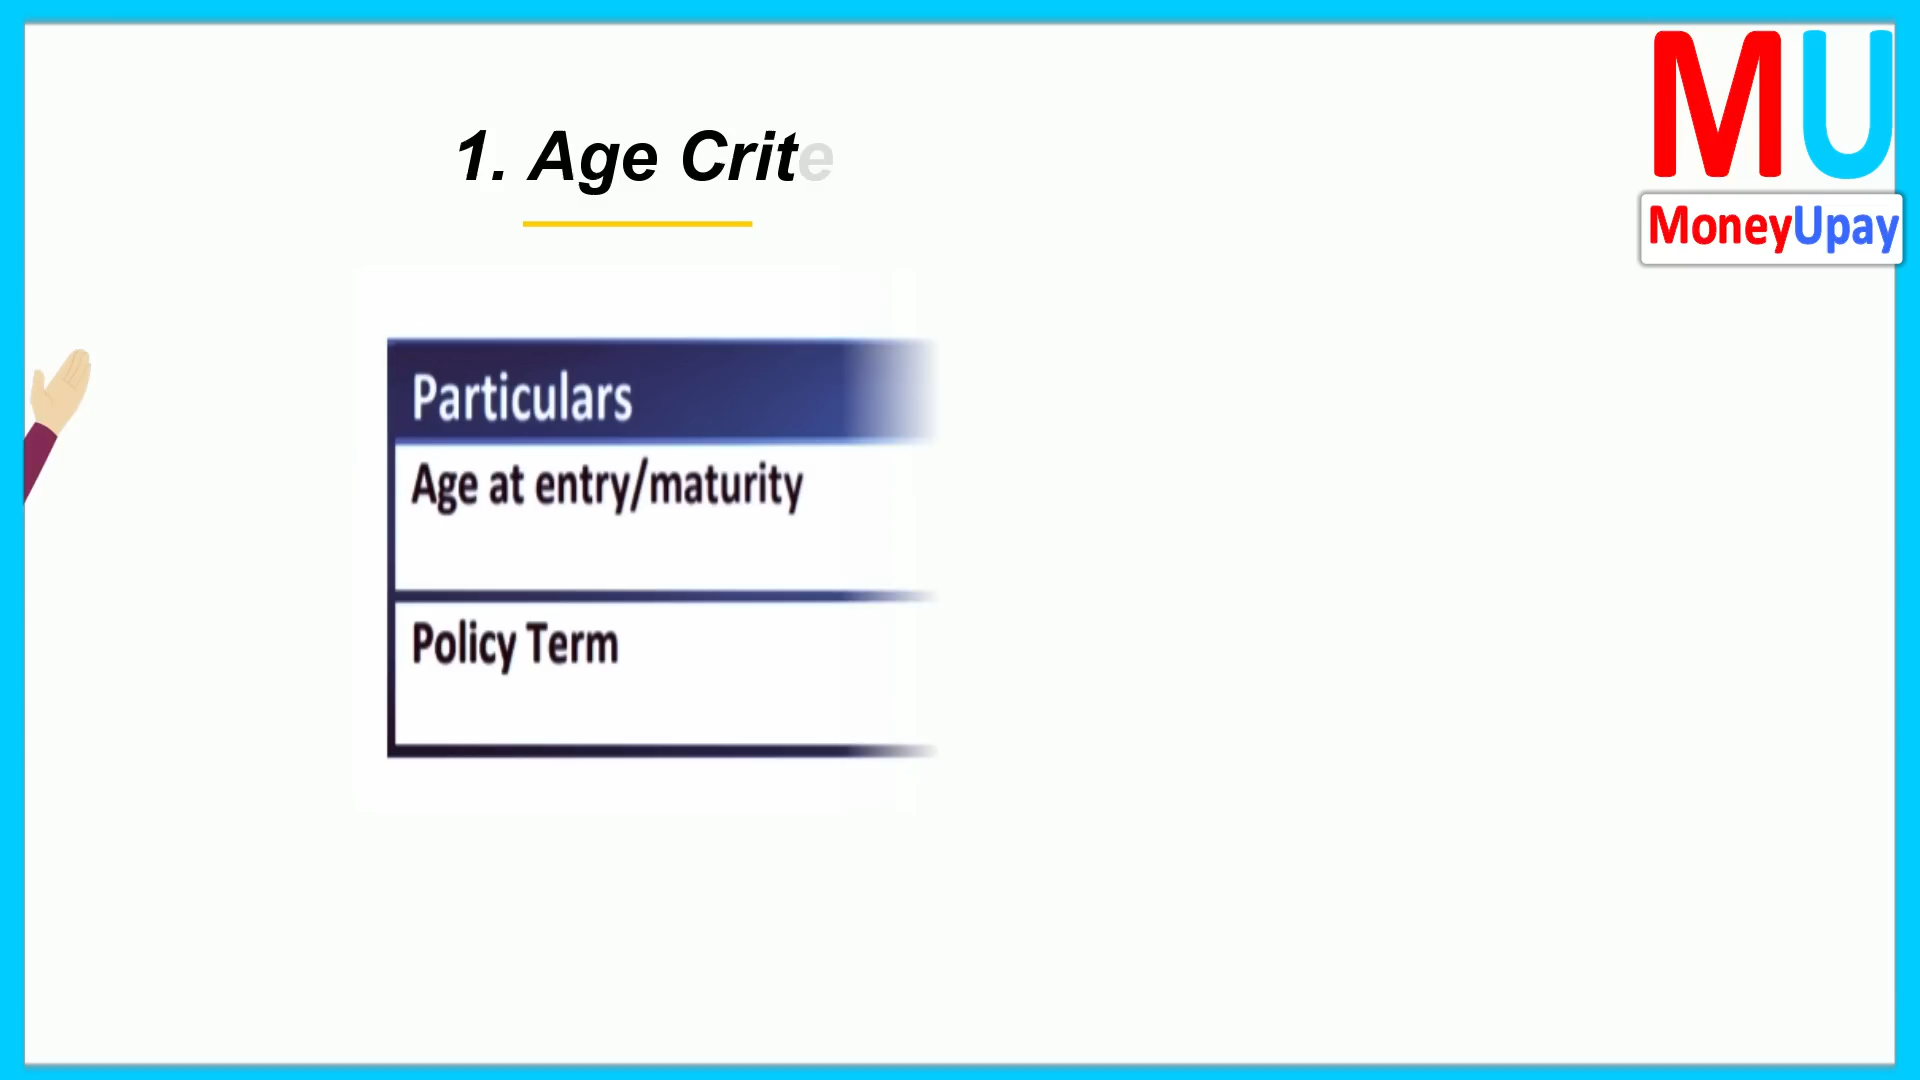 MU
MoneyUpay
1. Age Crite
Particulars
Age at entry/maturity
Policy Term